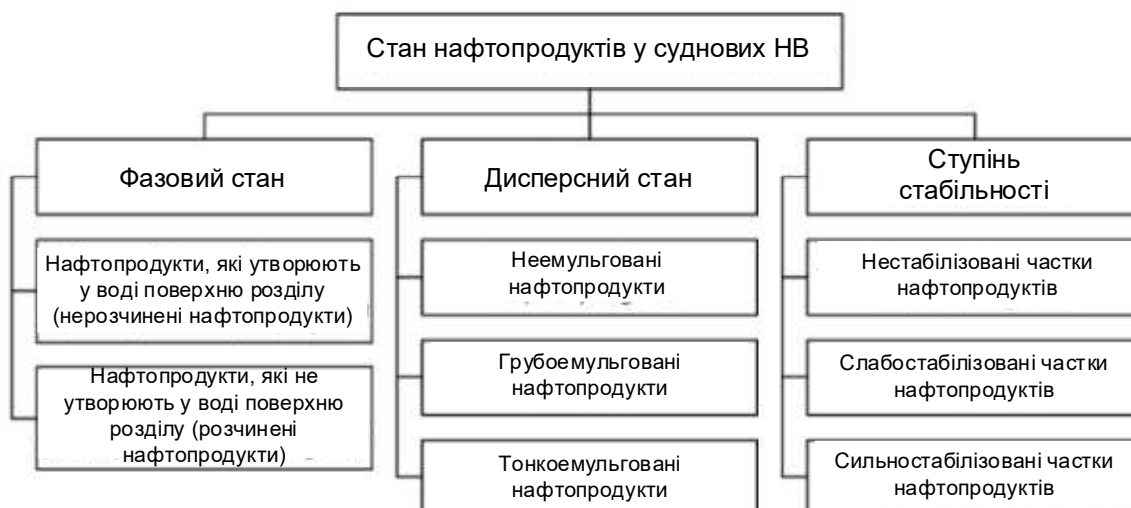 Стан нафтопродуктів у суднових НВ
Фазовий стан
Нафтопродукти, які утворюють
у воді поверхню розділу
(нерозчинені нафтопродукти)
Нафтопродукти, які не
утворюють у воді поверхню
розділу (розчинені
нафтопродукти)
Дисперсний стан
Неемульговані
нафтопродукти
Грубоемульговані
нафтопродукти
Тонкоемульговані
нафтопродукти
Ступінь
стабільності
Нестабілізовані частки
нафтопродуктів
Слабостабілізовані частки
нафтопродуктів
Сильностабілізовані частки
нафтопродуктів